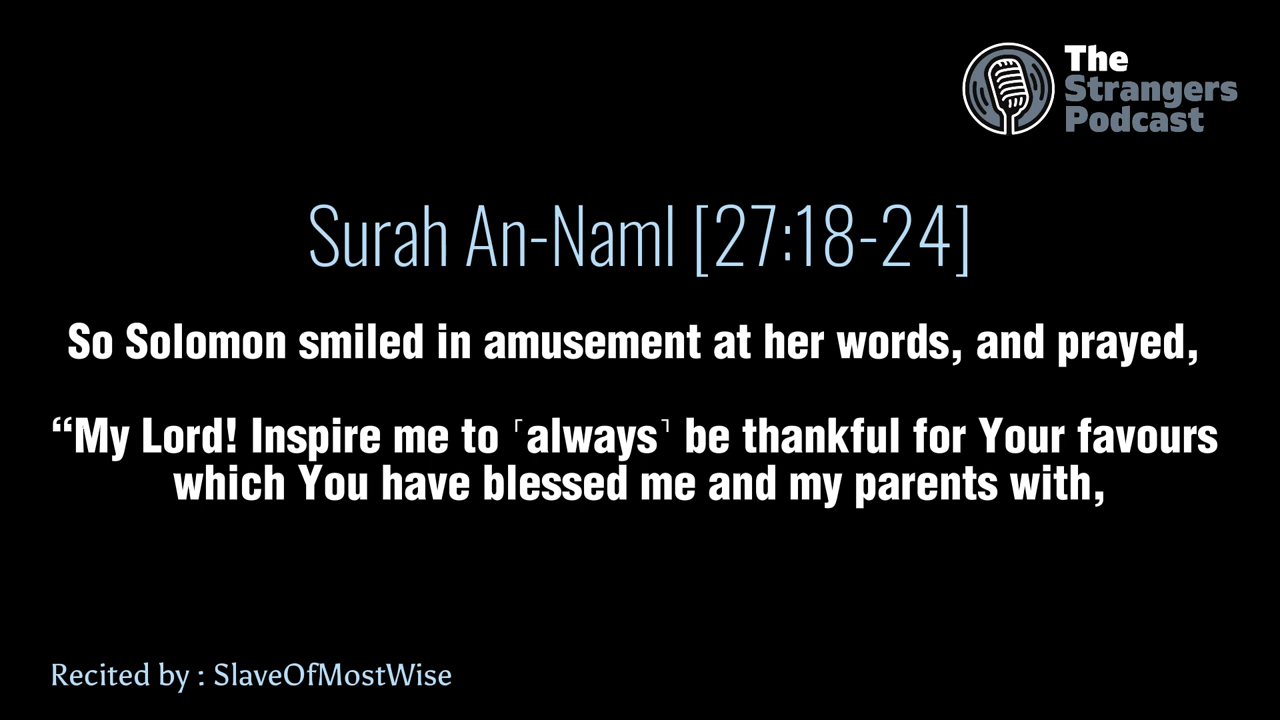 The
Strangers
Podcast
Surah An-Naml [27:18-24]
So Solomon smiled in amusement at her words, and prayed,
“My Lord! Inspire me to ˹always˺ be thankful for Your favours
which You have blessed me and my parents with,
Recited by : SlaveOfMostWise